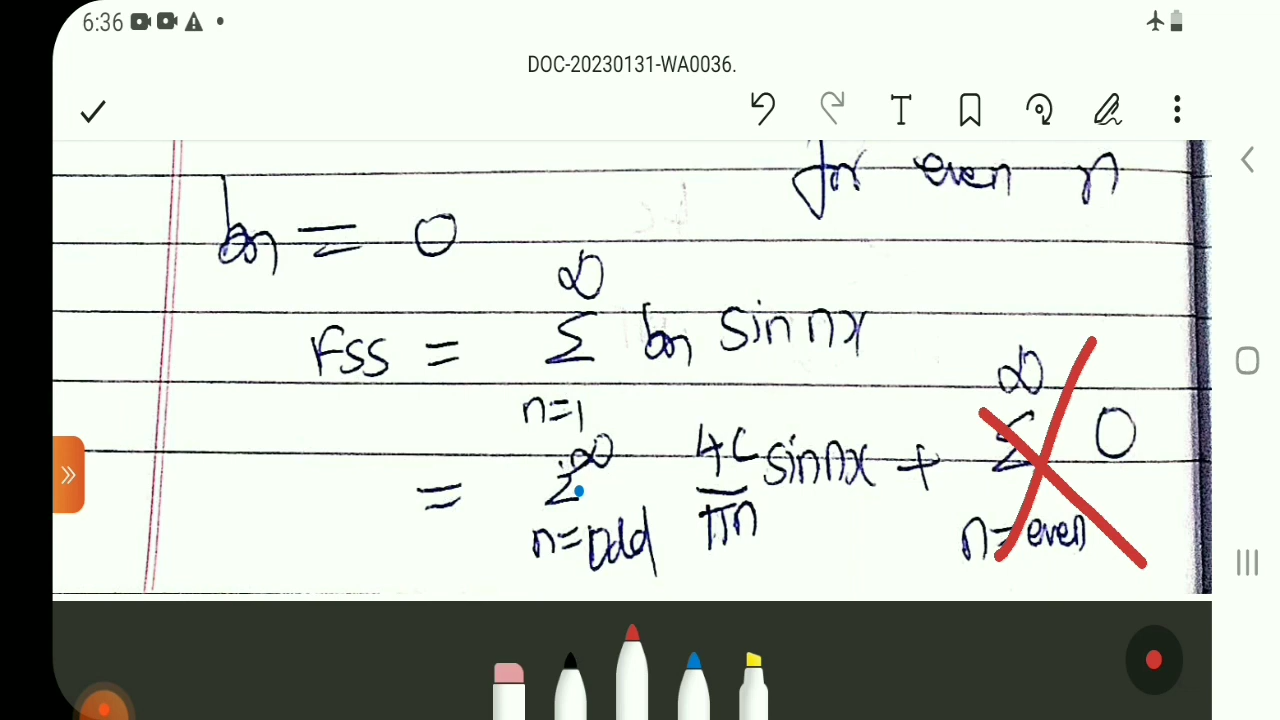 6:36
DOC-20230131-WA0036.
T
for even n
bn = 0
FSS = ∞ Σ n=1 bn sin nx
= ∞ Σ n=odd 4c/πn sin nx + ∞ Σ n=even 0